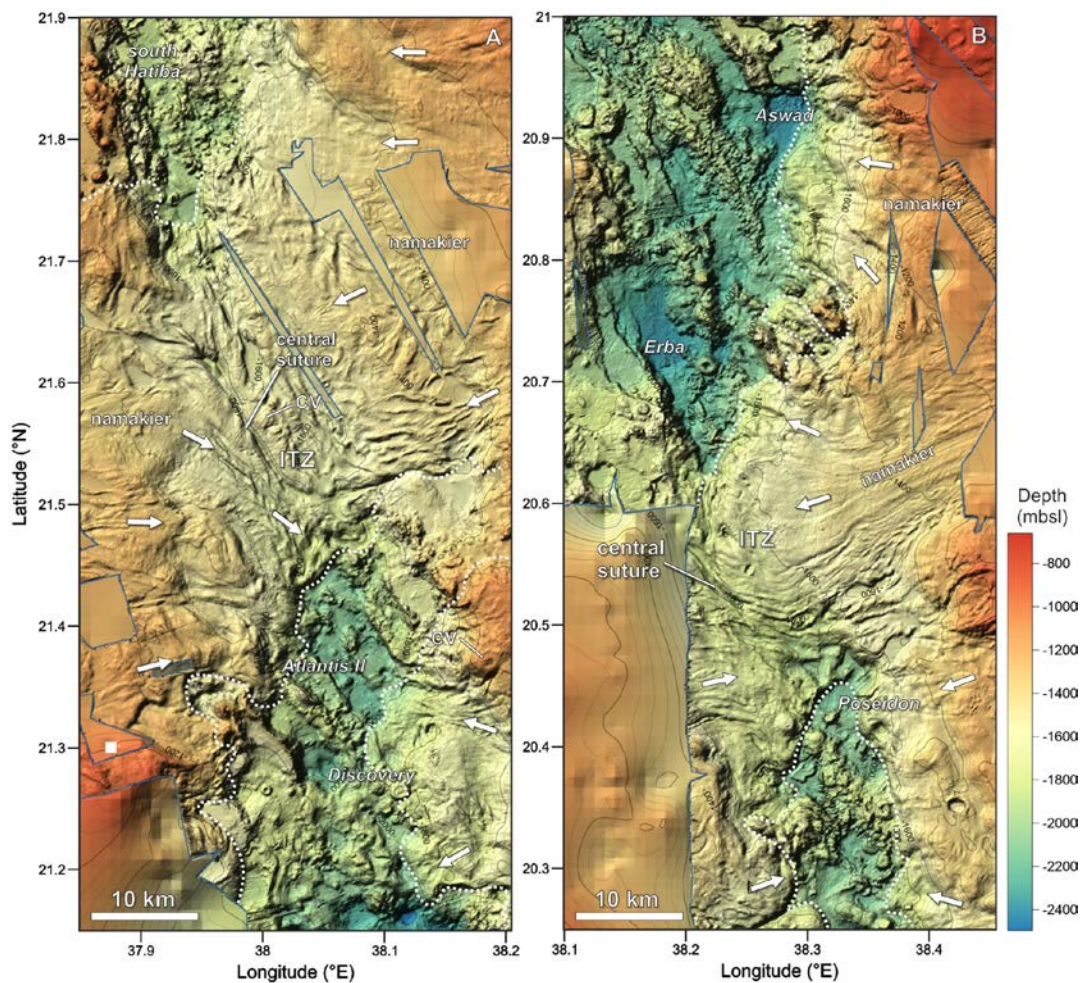 21.9
south
Hatiba
A
21.8
21.7
namakier
central
suture
21.6
CV
namakier
ITZ
21.5
21.4
CV
Atlantis II
21.3
Discovery
21.2
10 km
37.9
38
38.1
38.2
Longitude (°E)
Latitude (°N)
21
B
Aswad
20.9
namakier
20.8
Erba
20.7
namakier
20.6
ITZ
central
suture
20.5
Poseidon
20.4
20.3
10 km
38.1
38.2
38.3
38.4
Longitude (°E)
Depth
(mbsl)
-800
-1000
-1200
-1400
-1600
-1800
-2000
-2200
-2400